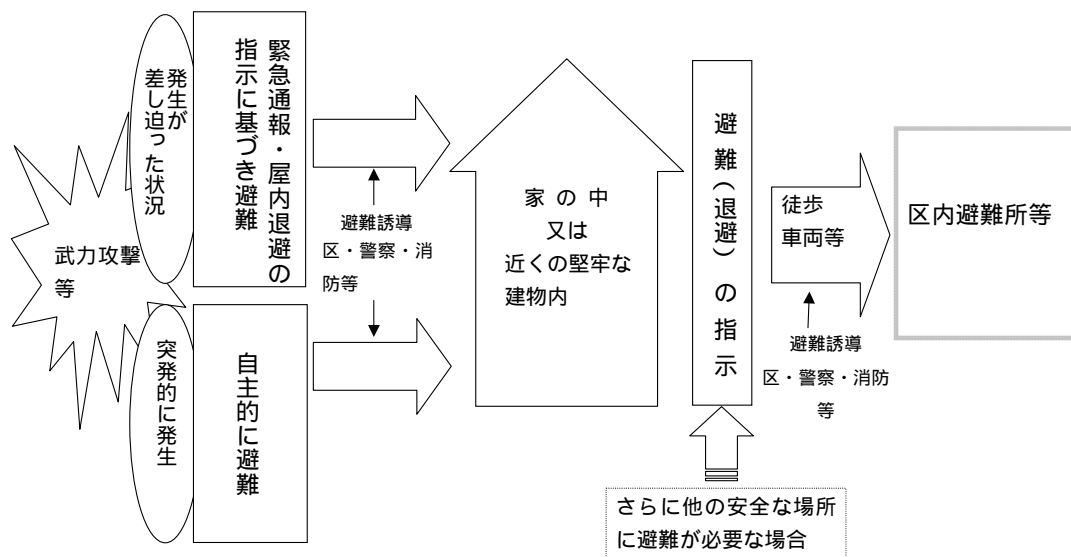 武力攻撃
等
発生が
差し迫った状況
緊急通報・屋内退避の
指示に基づき避難
突発的に発生
自主的に避難
避難誘導
区・警察・消
防等
家の中
又は
近くの堅牢な
建物内
避難(退避)の指示
さらに他の安全な場所
に避難が必要な場合
徒歩
車両等
避難誘導
区・警察・消防
等
区内避難所等